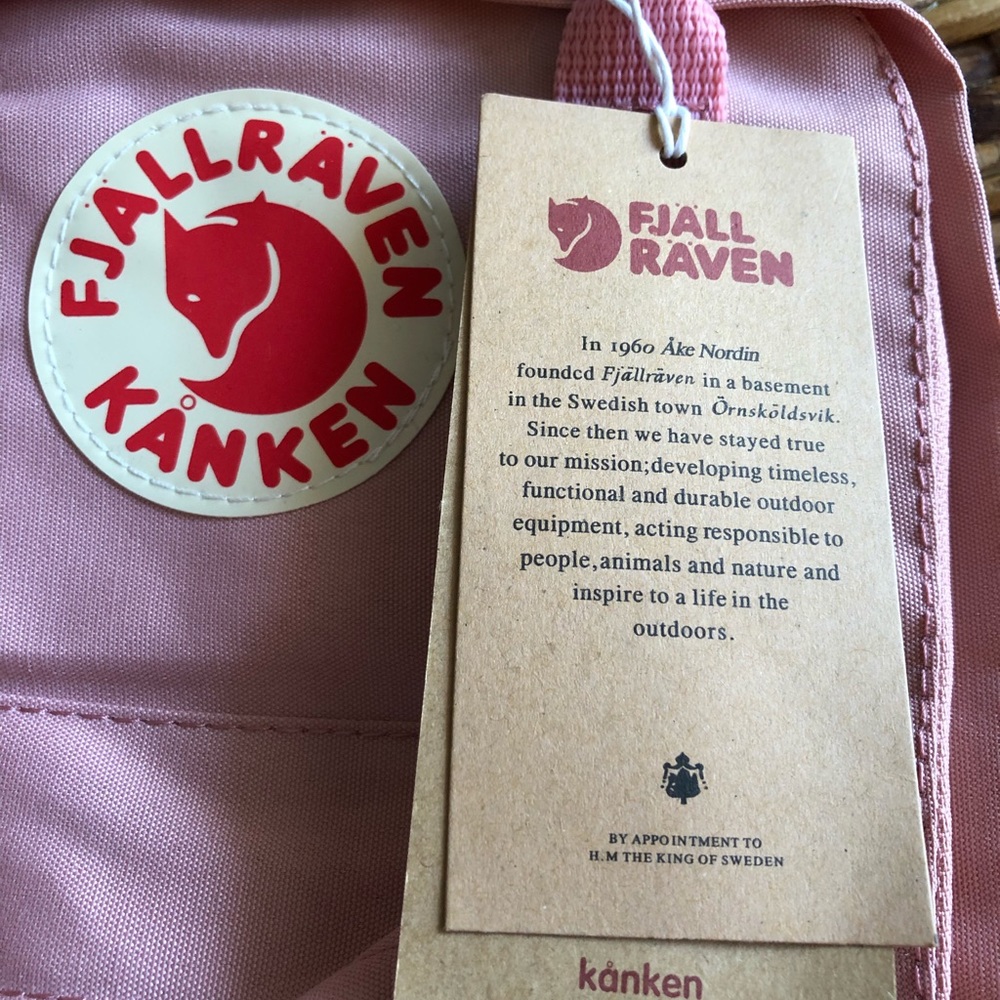 FJÄLLRÄVEN
KÅNKEN
FJÄLL
RÄVEN
In 1960 Åke Nordin
foundcd Fjällrāven in a basement
in the Swedish town Örnskōldsvik.
Since then we have stayed true
to our mission;developing timeless,
functional and durable outdoor
equipment, acting responsible to
people,animals and nature and
inspire to a life in the
outdoors.
BY APPOINTMENT TO
H.M THE KING OF SWEDEN
kånken